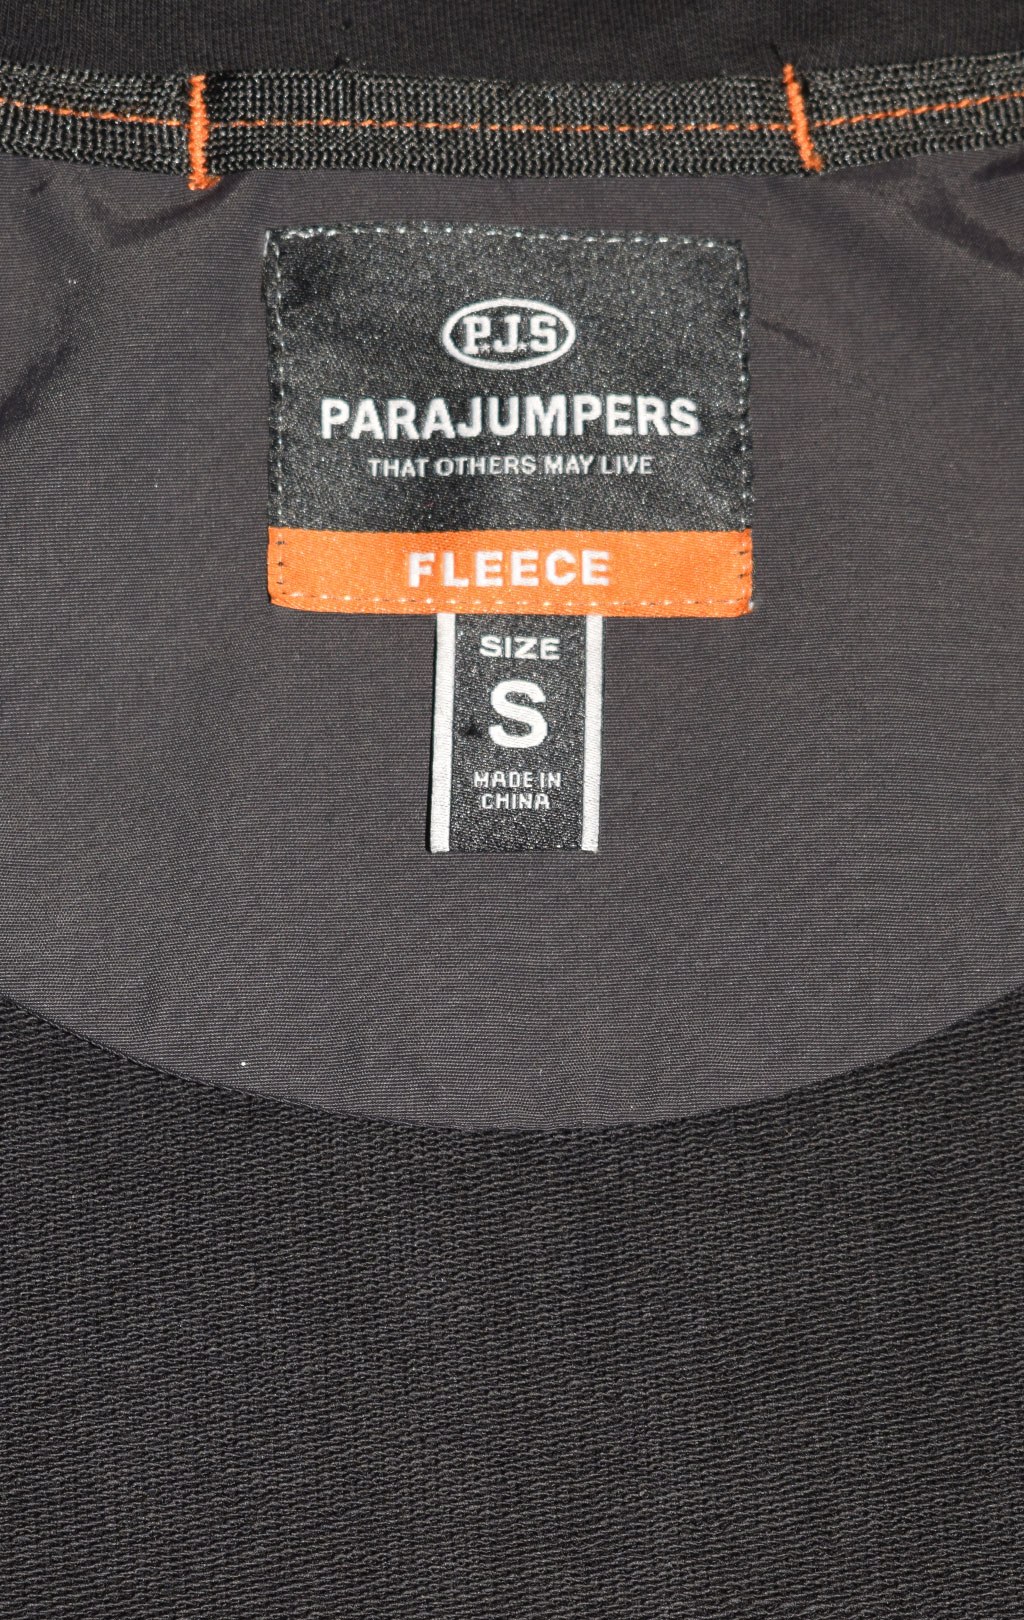 P.J.S
PARAJUMPERS
THAT OTHERS MAY LIVE
FLEECE
SIZE
S
MADE IN
CHINA